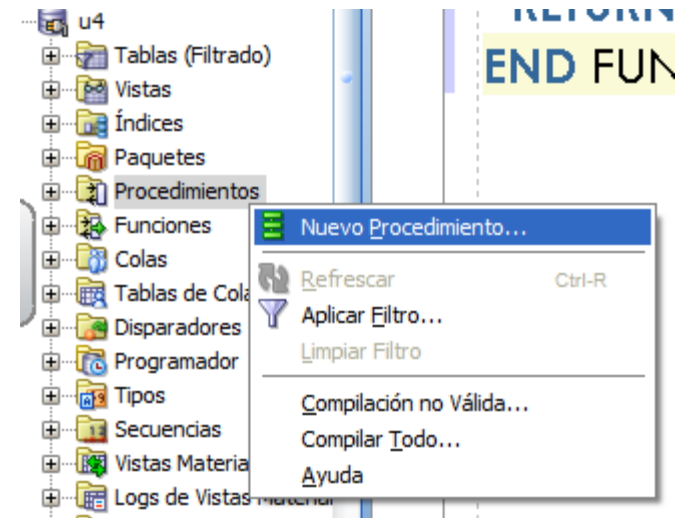 u4
RETURN
END FUN
Tablas (Filtrado)
Vistas
Índices
Paquetes
Procedimientos
Funciones
Colas
Tablas de Cola
Disparadores
Programador
Tipos
Secuencias
Vistas Materia
Logs de Vistas Material
Nuevo Procedimiento...
Refrescar Ctrl-R
Aplicar Filtro...
Limpiar Filtro
Compilación no Válida...
Compilar Todo...
Ayuda